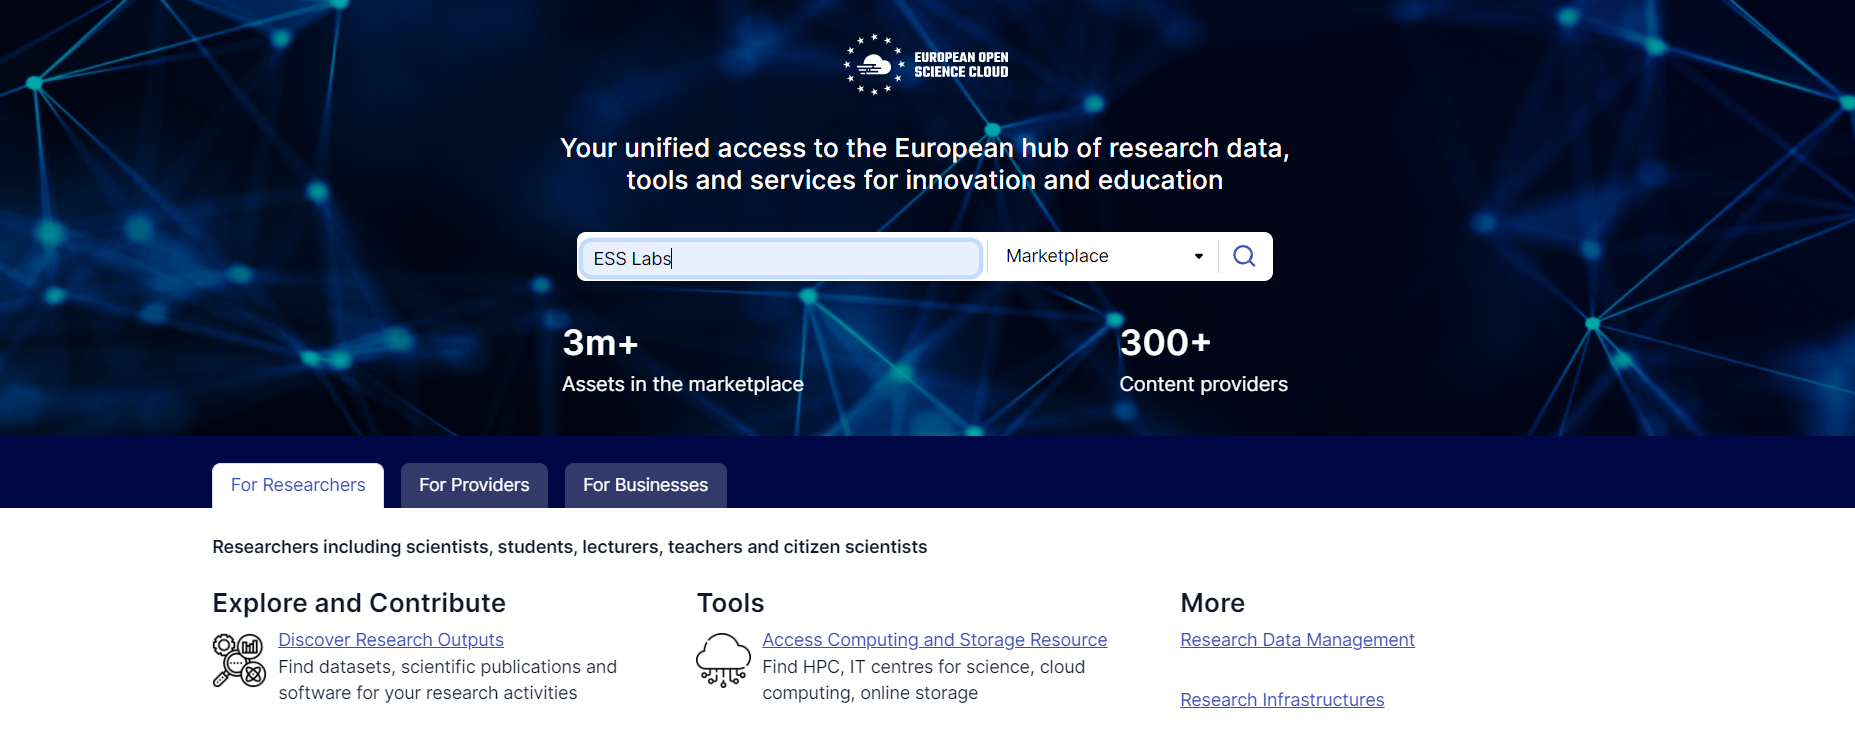 EUROPEAN OPEN
SCIENCE CLOUD
Your unified access to the European hub of research data,
tools and services for innovation and education
ESS Labs
Marketplace
3m+
Assets in the marketplace
300+
Content providers
For Researchers
For Providers
For Businesses
Researchers including scientists, students, lecturers, teachers and citizen scientists
Explore and Contribute
Discover Research Outputs
Find datasets, scientific publications and
software for your research activities
Tools
Access Computing and Storage Resource
Find HPC, IT centres for science, cloud
computing, online storage
More
Research Data Management
Research Infrastructures